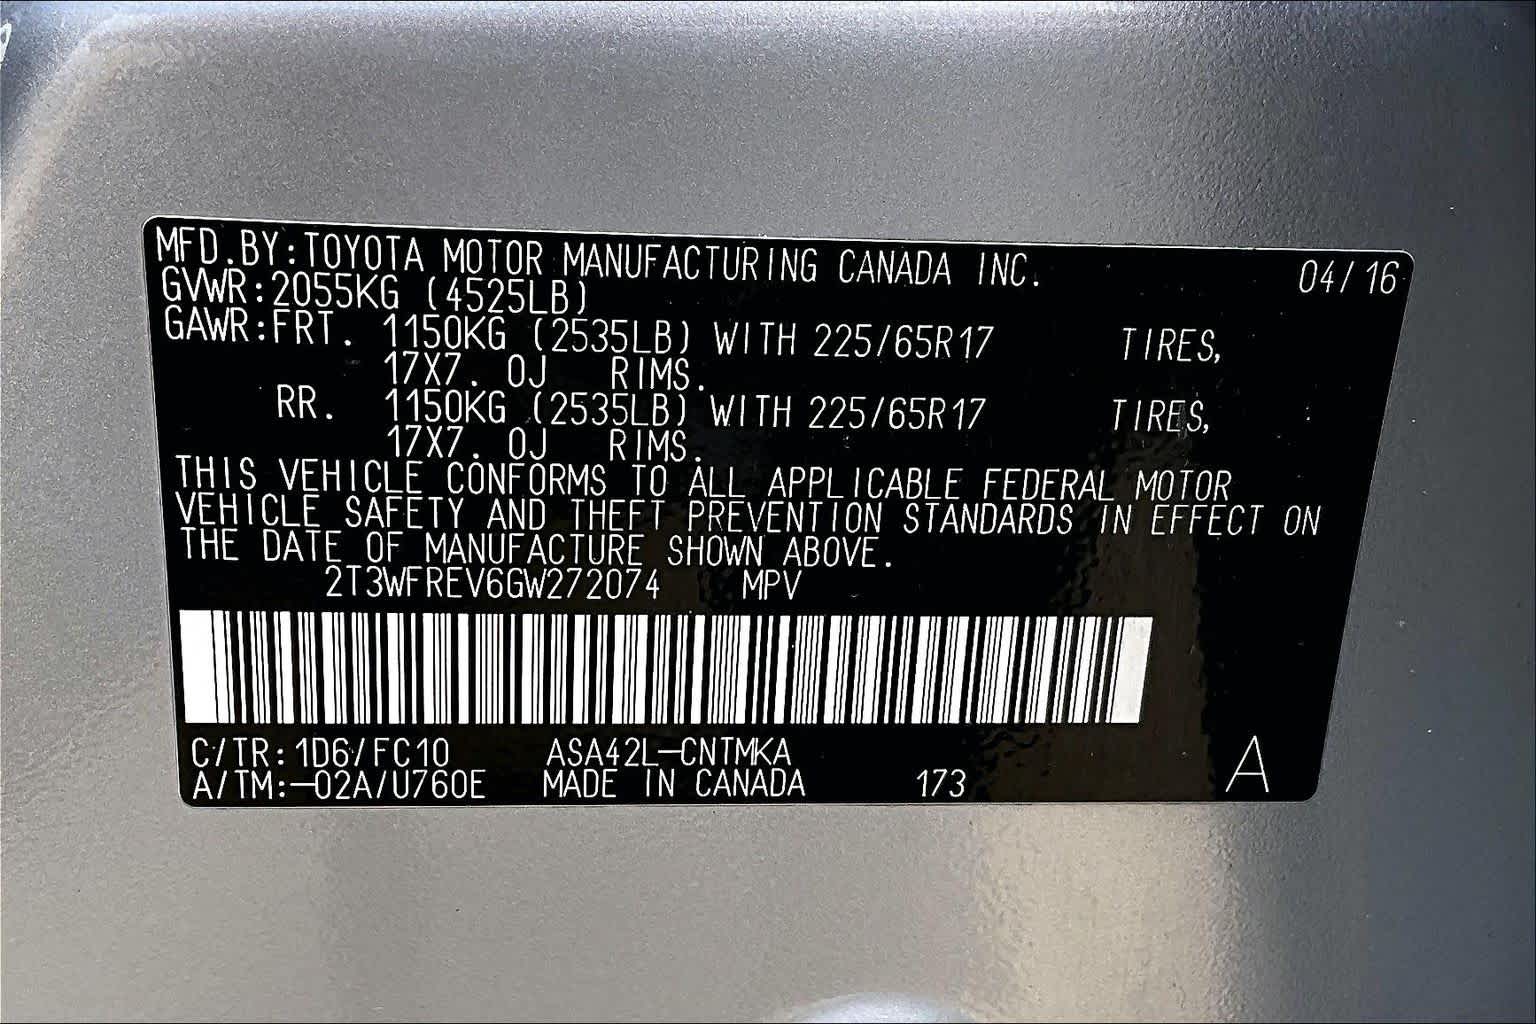 MFD.BY:TOYOTA MOTOR MANUFACTURING CANADA INC. 04/16
GVWR:2055KG (4525LB)
GAWR:FRT. 1150KG (2535LB) WITH 225/65R17 TIRES,
17X7. 0J RIMS.
RR. 1150KG (2535LB) WITH 225/65R17 TIRES,
17X7. 0J RIMS.
THIS VEHICLE CONFORMS TO ALL APPLICABLE FEDERAL MOTOR
VEHICLE SAFETY AND THEFT PREVENTION STANDARDS IN EFFECT ON
THE DATE OF MANUFACTURE SHOWN ABOVE.
2T3WFREV6GW272074 MPV
C/TR:1D6/FC10 ASA42L-CNTMKA
A/TM:-02A/U760E MADE IN CANADA 173 A